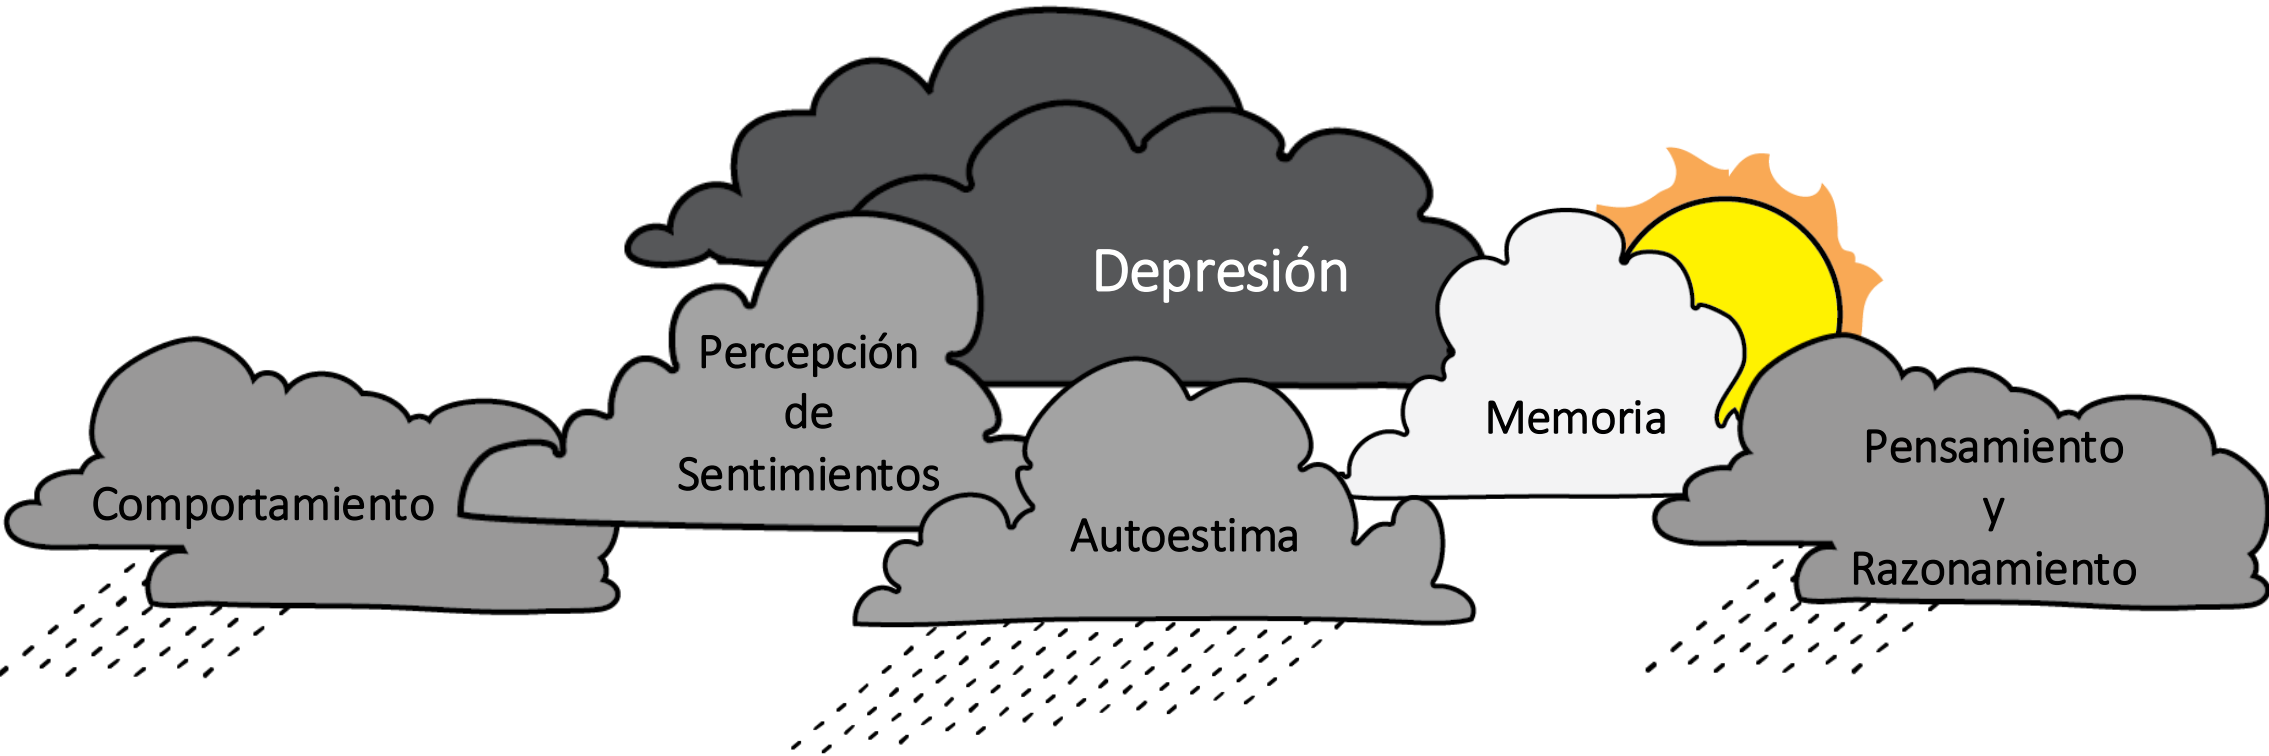 Depresión
Percepción
de
Sentimientos
Memoria
Comportamiento
Autoestima
Pensamiento
y
Razonamiento